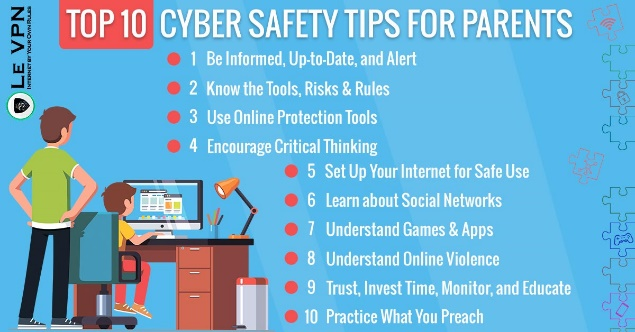 TOP 10 CYBER SAFETY TIPS FOR PARENTS
LE VPN
INTERNET BY YOUR OWN RULES
1 Be Informed, Up-to-Date, and Alert
2 Know the Tools, Risks & Rules
3 Use Online Protection Tools
4 Encourage Critical Thinking
5 Set Up Your Internet for Safe Use
6 Learn about Social Networks
7 Understand Games & Apps
8 Understand Online Violence
9 Trust, Invest Time, Monitor, and Educate
10 Practice What You Preach